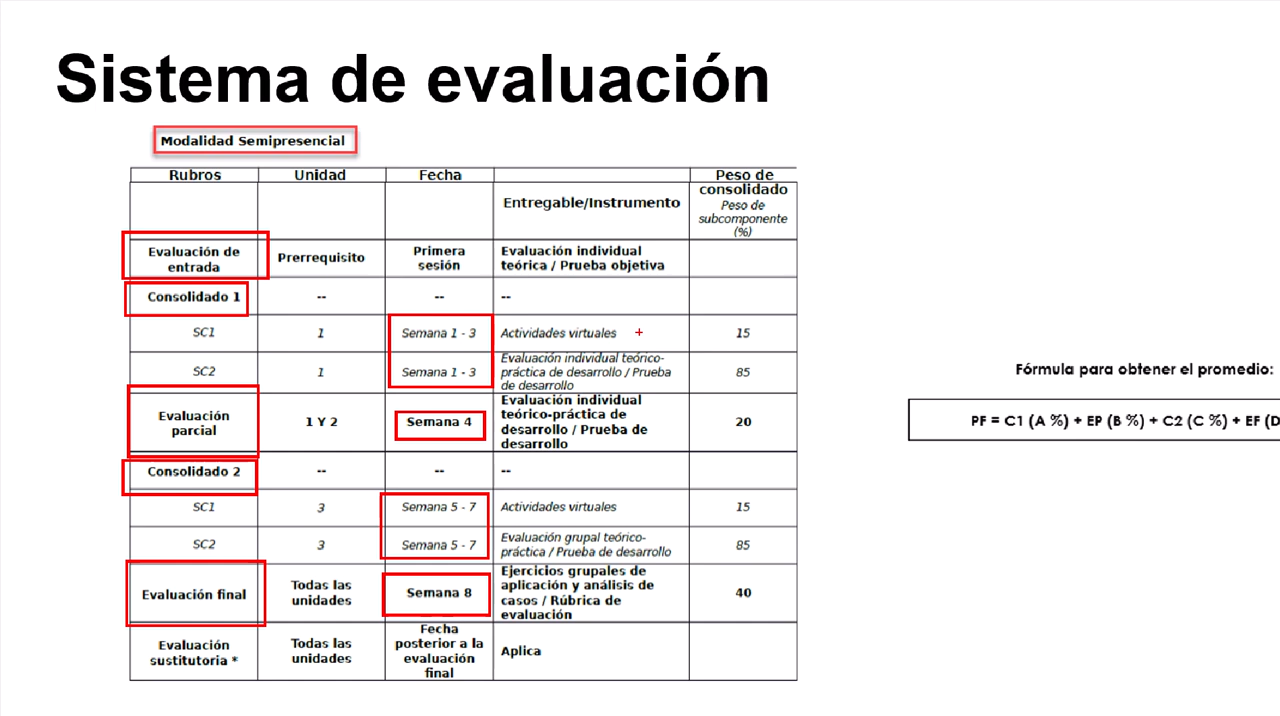 Sistema de evaluación
Modalidad Semipresencial
Rubros Unidad Fecha Peso de
consolidado
Entregable/Instrumento Peso de
subcomponente
(%)
Evaluación de
entrada
Prerrequisito
Primera
sesión
Evaluación individual
teórica / Prueba objetiva
Consolidado 1 -- -- --
SC1 1 Semana 1 - 3 Actividades virtuales 15
SC2 1 Semana 1 - 3
Evaluación individual teórico-
práctica de desarrollo / Prueba
de desarrollo
85
Evaluación
parcial
1 Y 2
Semana 4
Evaluación individual
teórico-práctica de
desarrollo / Prueba de
desarrollo
20
Consolidado 2 -- -- --
SC1 3 Semana 5 - 7 Actividades virtuales 15
SC2 3 Semana 5 - 7
Evaluación grupal teórico-
práctica / Prueba de desarrollo
85
Evaluación final
Todas las
unidades
Semana 8
Ejercicios grupales de
aplicación y análisis de
casos / Rúbrica de
evaluación
40
Evaluación
sustitutoria *
Todas las
unidades
Fecha
posterior a la
evaluación
final
Aplica
Fórmula para obtener el promedio:
PF = C1 (A %) + EP (B %) + C2 (C %) + EF (D